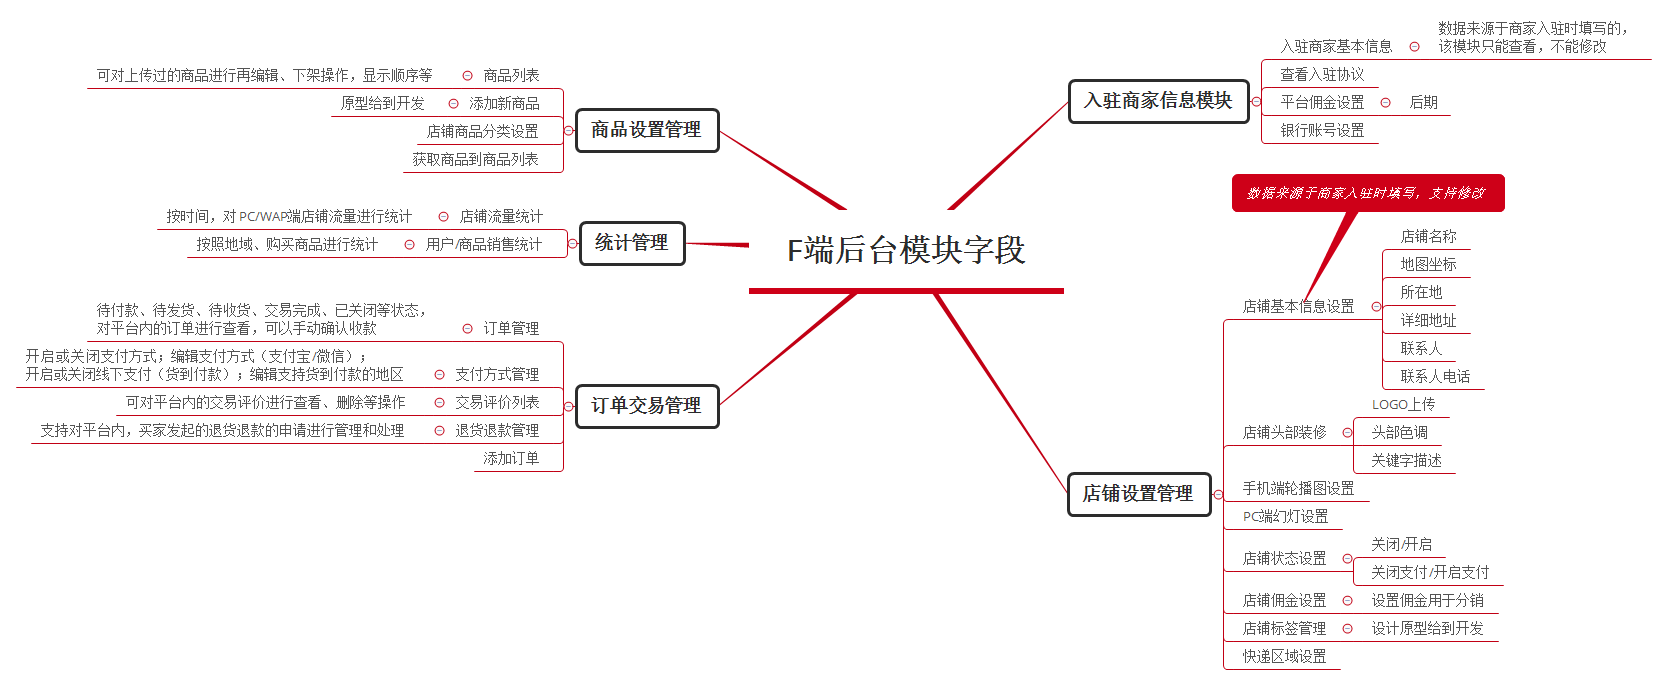 F端后台模块字段
入驻商家信息模块
入驻商家基本信息
数据来源于商家入驻时填写的，
该模块只能查看，不能修改
查看入驻协议
平台佣金设置
后期
银行账号设置
店铺设置管理
数据来源于商家入驻时填写，支持修改
店铺基本信息设置
店铺名称
地图坐标
所在地
详细地址
联系人
联系人电话
店铺头部装修
LOGO上传
头部色调
关键字描述
手机端轮播图设置
PC端幻灯设置
店铺状态设置
关闭/开启
关闭支付/开启支付
店铺佣金设置
设置佣金用于分销
店铺标签管理
设计原型给到开发
快递区域设置
商品设置管理
商品列表
可对上传过的商品进行再编辑、下架操作，显示顺序等
添加新商品
原型给到开发
店铺商品分类设置
获取商品到商品列表
统计管理
店铺流量统计
按时间，对 PC/WAP端店铺流量进行统计
用户/商品销售统计
按照地域、购买商品进行统计
订单交易管理
订单管理
待付款、待发货、待收货、交易完成、已关闭等状态，
对平台内的订单进行查看，可以手动确认收款
支付方式管理
开启或关闭支付方式；编辑支付方式（支付宝/微信）；
开启或关闭线下支付（货到付款）；编辑支持货到付款的地区
交易评价列表
可对平台内的交易评价进行查看、删除等操作
退货退款管理
支持对平台内，买家发起的退货退款的申请进行管理和处理
添加订单